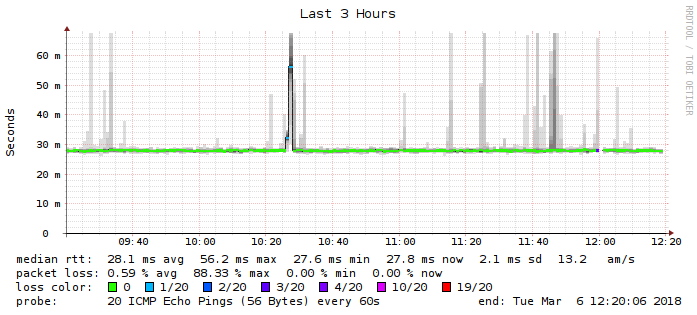 Last 3 Hours
RRDTOOL / TOBI OETIKER
Seconds
60 m
50 m
40 m
30 m
20 m
10 m
0
09:40 10:00 10:20 10:40 11:00 11:20 11:40 12:00 12:20
median rtt: 28.1 ms avg 56.2 ms max 27.6 ms min 27.8 ms now 2.1 ms sd 13.2 am/s
packet loss: 0.59 % avg 88.33 % max 0.00 % min 0.00 % now
loss color: 0 1/20 2/20 3/20 4/20 10/20 19/20
probe: 20 ICMP Echo Pings (56 Bytes) every 60s end: Tue Mar 6 12:20:06 2018